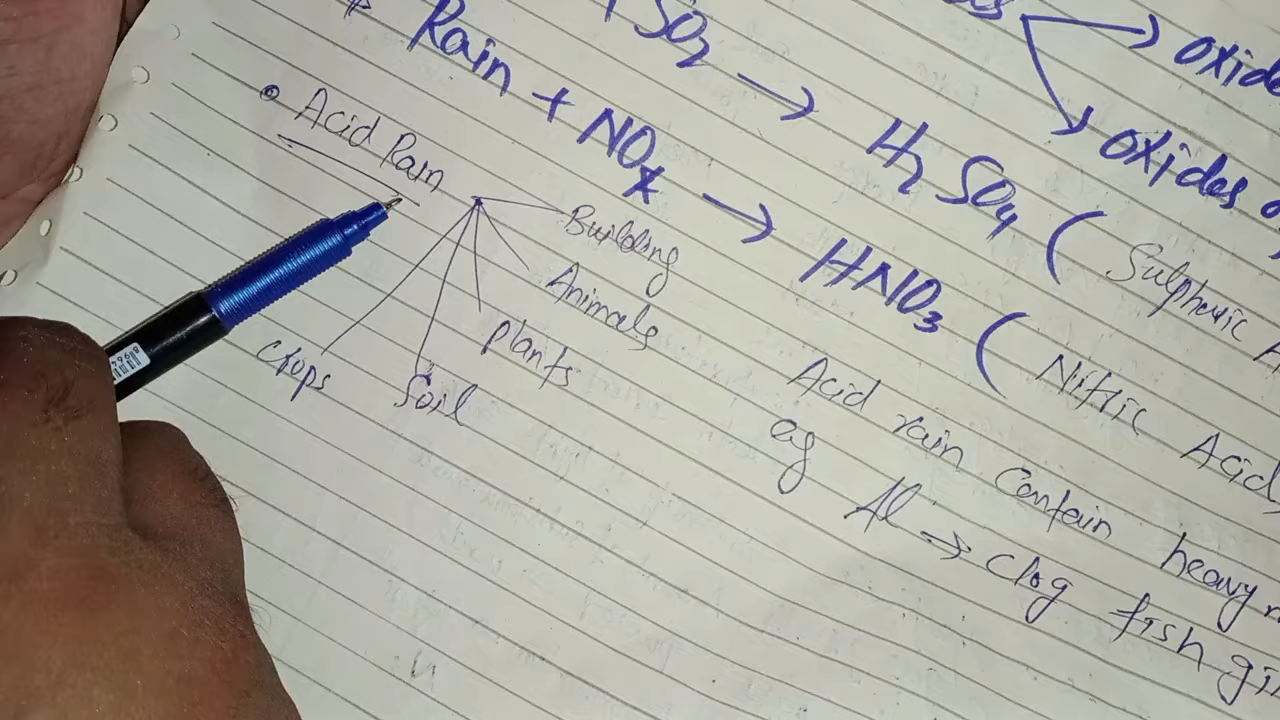 Oxide
Oxides
SO2 → H2SO4 (Sulphuric A
Rain + NOx → HNO3 (Nitric Acid
Acid Rain
Building
Animals
Plants
Soil
Crops
Acid rain contain heavy
eg Al → clog fish gil